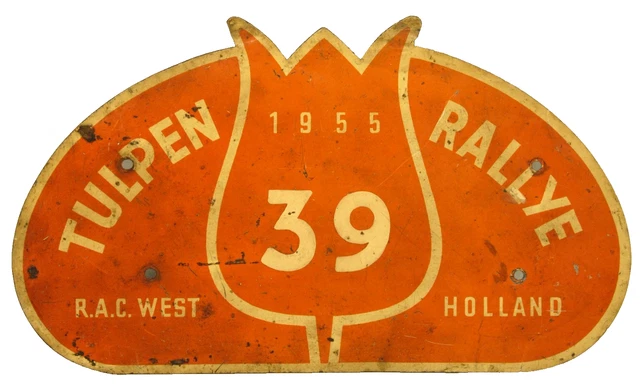 1955
TULPEN RALLYE
39
R.A.C. WEST HOLLAND